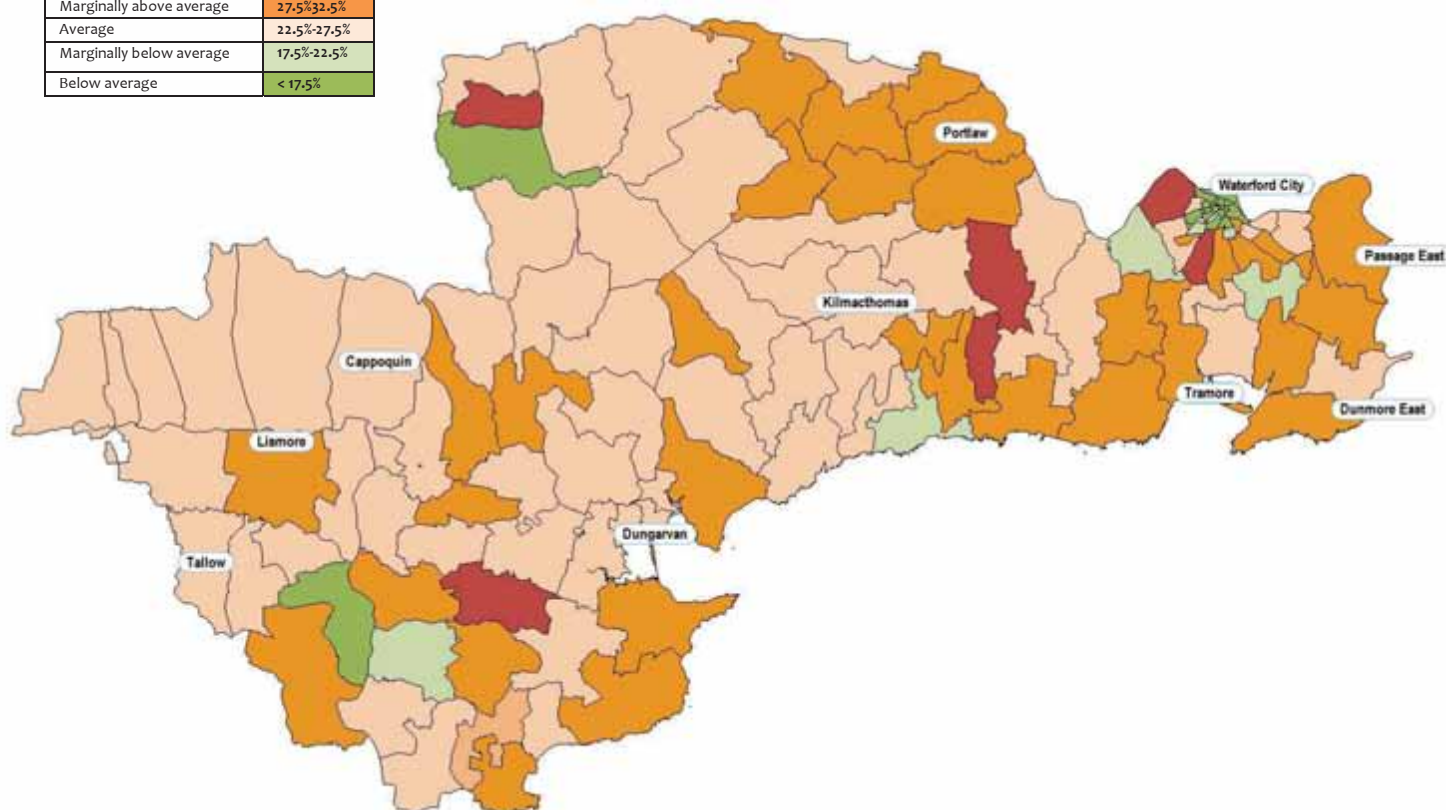 Marginally above average 27.5%32.5%
Average 22.5%-27.5%
Marginally below average 17.5%-22.5%
Below average < 17.5%
Portlaw
Waterford City
Passage East
Kilmacthomas
Cappoquin
Tramore
Dunmore East
Lismore
Dungarvan
Tallow